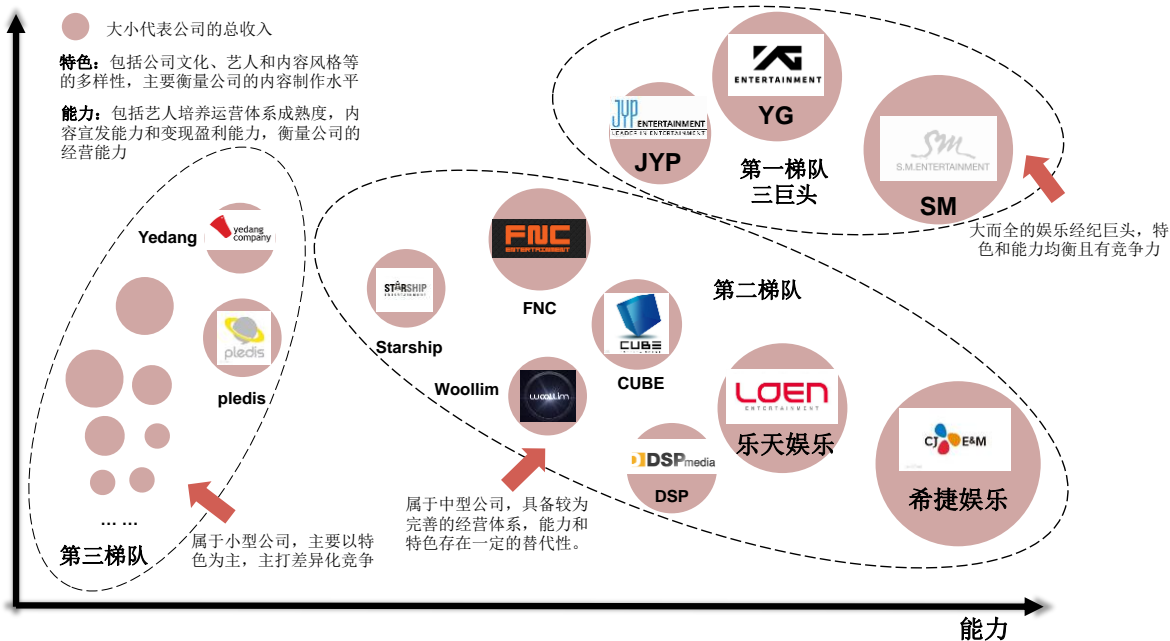 大小代表公司的总收入
特色：包括公司文化、艺人和内容风格等
的多样性，主要衡量公司的内容制作水平
能力：包括艺人培养运营体系成熟度，内
容宣发能力和变现盈利能力，衡量公司的
经营能力
YG
ENTERTAINMENT
YG
JYP ENTERTAINMENT
LEADER IN ENTERTAINMENT
JYP
第一梯队
三巨头
SM
S.M.ENTERTAINMENT
SM
大而全的娱乐经纪巨头，特
色和能力均衡且有竞争力
Yedang
yedang
company
pledis
pledis
... ...
第三梯队
属于小型公司，主要以特
色为主，主打差异化竞争
FNC
ENTERTAINMENT
FNC
STARSHIP
ENTERTAINMENT
Starship
第二梯队
CUBE
CUBE
Woollim
woollim
LOEN
ENTERTAINMENT
乐天娱乐
DSPmedia
DSP
CJ E&M
希捷娱乐
属于中型公司，具备较为
完善的经营体系，能力和
特色存在一定的替代性。
能力